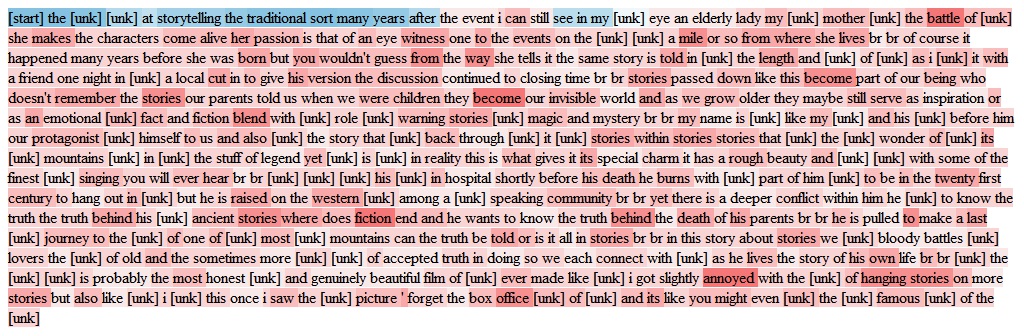 [start] the [unk] [unk] at storytelling the traditional sort many years after the event i can still see in my [unk] eye an elderly lady my [unk] mother [unk] the battle of [unk]
she makes the characters come alive her passion is that of an eye witness one to the events on the [unk] [unk] a mile or so from where she lives br br of course it
happened many years before she was born but you wouldn't guess from the way she tells it the same story is told in [unk] the length and [unk] of [unk] as i [unk] it with
a friend one night in [unk] a local cut in to give his version the discussion continued to closing time br br stories passed down like this become part of our being who
doesn't remember the stories our parents told us when we were children they become our invisible world and as we grow older they maybe still serve as inspiration or
as an emotional [unk] fact and fiction blend with [unk] role [unk] warning stories [unk] magic and mystery br br my name is [unk] like my [unk] and his [unk] before him
our protagonist [unk] himself to us and also [unk] the story that [unk] back through [unk] it [unk] stories within stories stories that [unk] the [unk] wonder of [unk] its
[unk] mountains [unk] in [unk] the stuff of legend yet [unk] is [unk] in reality this is what gives it its special charm it has a rough beauty and [unk] with some of the
finest [unk] singing you will ever hear br br [unk] [unk] [unk] his [unk] in hospital shortly before his death he burns with [unk] part of him [unk] to be in the twenty first
century to hang out in [unk] but he is raised on the western [unk] among a [unk] speaking community br br yet there is a deeper conflict within him he [unk] to know the
truth the truth behind his [unk] ancient stories where does fiction end and he wants to know the truth behind the death of his parents br br he is pulled to make a last
[unk] journey to the [unk] of one of [unk] most [unk] mountains can the truth be told or is it all in stories br br in this story about stories we [unk] bloody battles [unk]
lovers the [unk] of old and the sometimes more [unk] of accepted truth in doing so we each connect with [unk] as he lives the story of his own life br br [unk] the
[unk] [unk] is probably the most honest [unk] and genuinely beautiful film of [unk] ever made like [unk] i got slightly annoyed with the [unk] of hanging stories on more
stories but also like [unk] i [unk] this once i saw the [unk] picture ' forget the box office [unk] of [unk] and its like you might even [unk] the [unk] famous [unk] of the
[unk]